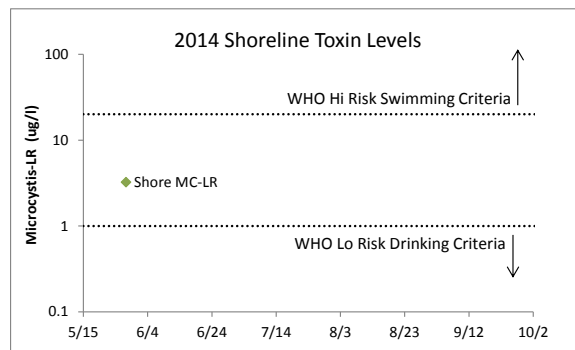 2014 Shoreline Toxin Levels
100
WHO Hi Risk Swimming Criteria
10
Shore MC-LR
1
WHO Lo Risk Drinking Criteria
0.1
Microcystis-LR (ug/l)
5/15 6/4 6/24 7/14 8/3 8/23 9/12 10/2